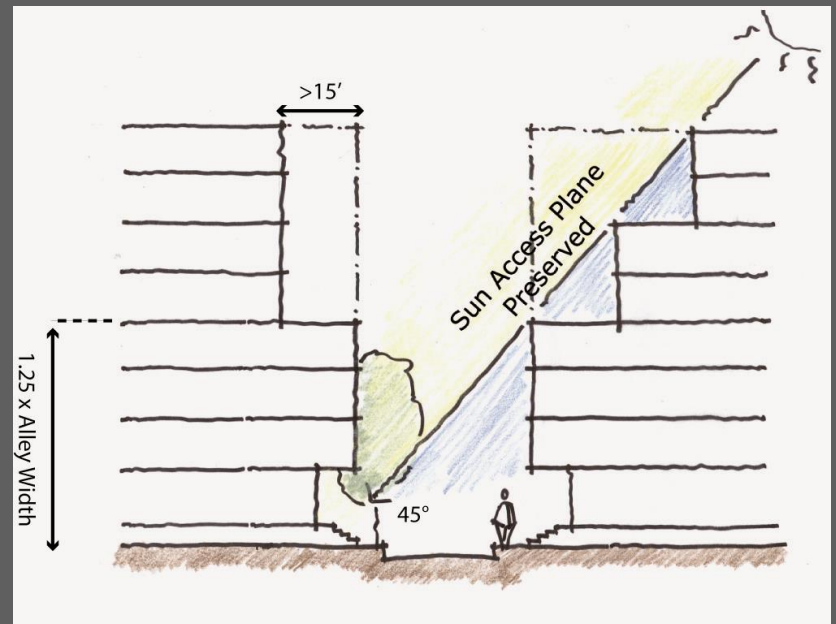 >15’
Sun Access Plane
Preserved
1.25 x Alley Width
45°